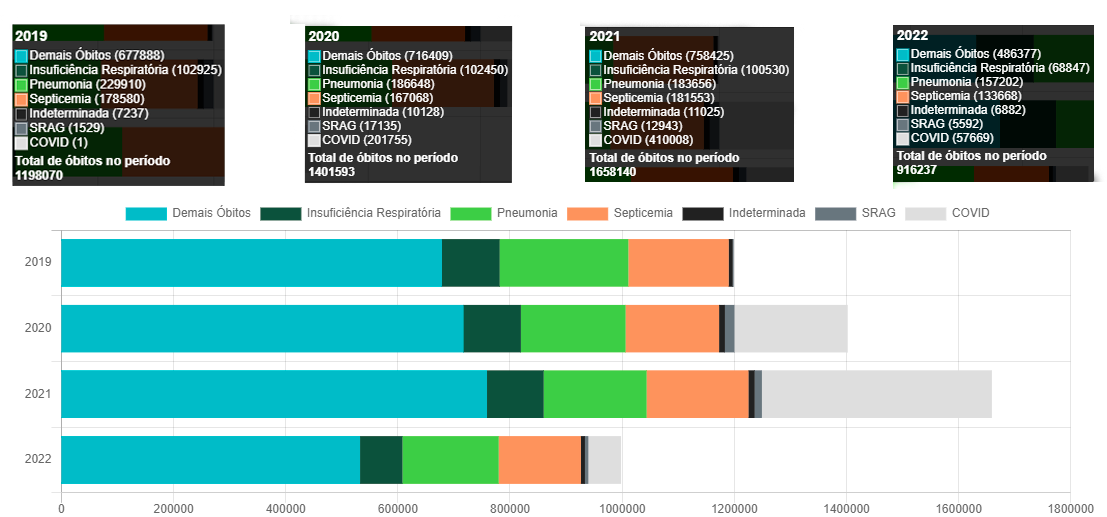 2019
Demais Óbitos (677888)
Insuficiência Respiratória (102925)
Pneumonia (229910)
Septicemia (178580)
Indeterminada (7237)
SRAG (1529)
COVID (1)
Total de óbitos no período
1198070
2020
Demais Óbitos (716409)
Insuficiência Respiratória (102450)
Pneumonia (186648)
Septicemia (167068)
Indeterminada (10128)
SRAG (17135)
COVID (201755)
Total de óbitos no período
1401593
2021
Demais Óbitos (758425)
Insuficiência Respiratória (100530)
Pneumonia (183656)
Septicemia (181553)
Indeterminada (11025)
SRAG (12943)
COVID (410008)
Total de óbitos no período
1658140
2022
Demais Óbitos (486377)
Insuficiência Respiratória (68847)
Pneumonia (157202)
Septicemia (133668)
Indeterminada (6882)
SRAG (5592)
COVID (57669)
Total de óbitos no período
916237
Demais Óbitos Insuficiência Respiratória Pneumonia Septicemia Indeterminada SRAG COVID
2019
2020
2021
2022
0 200000 400000 600000 800000 1000000 1200000 1400000 1600000 1800000